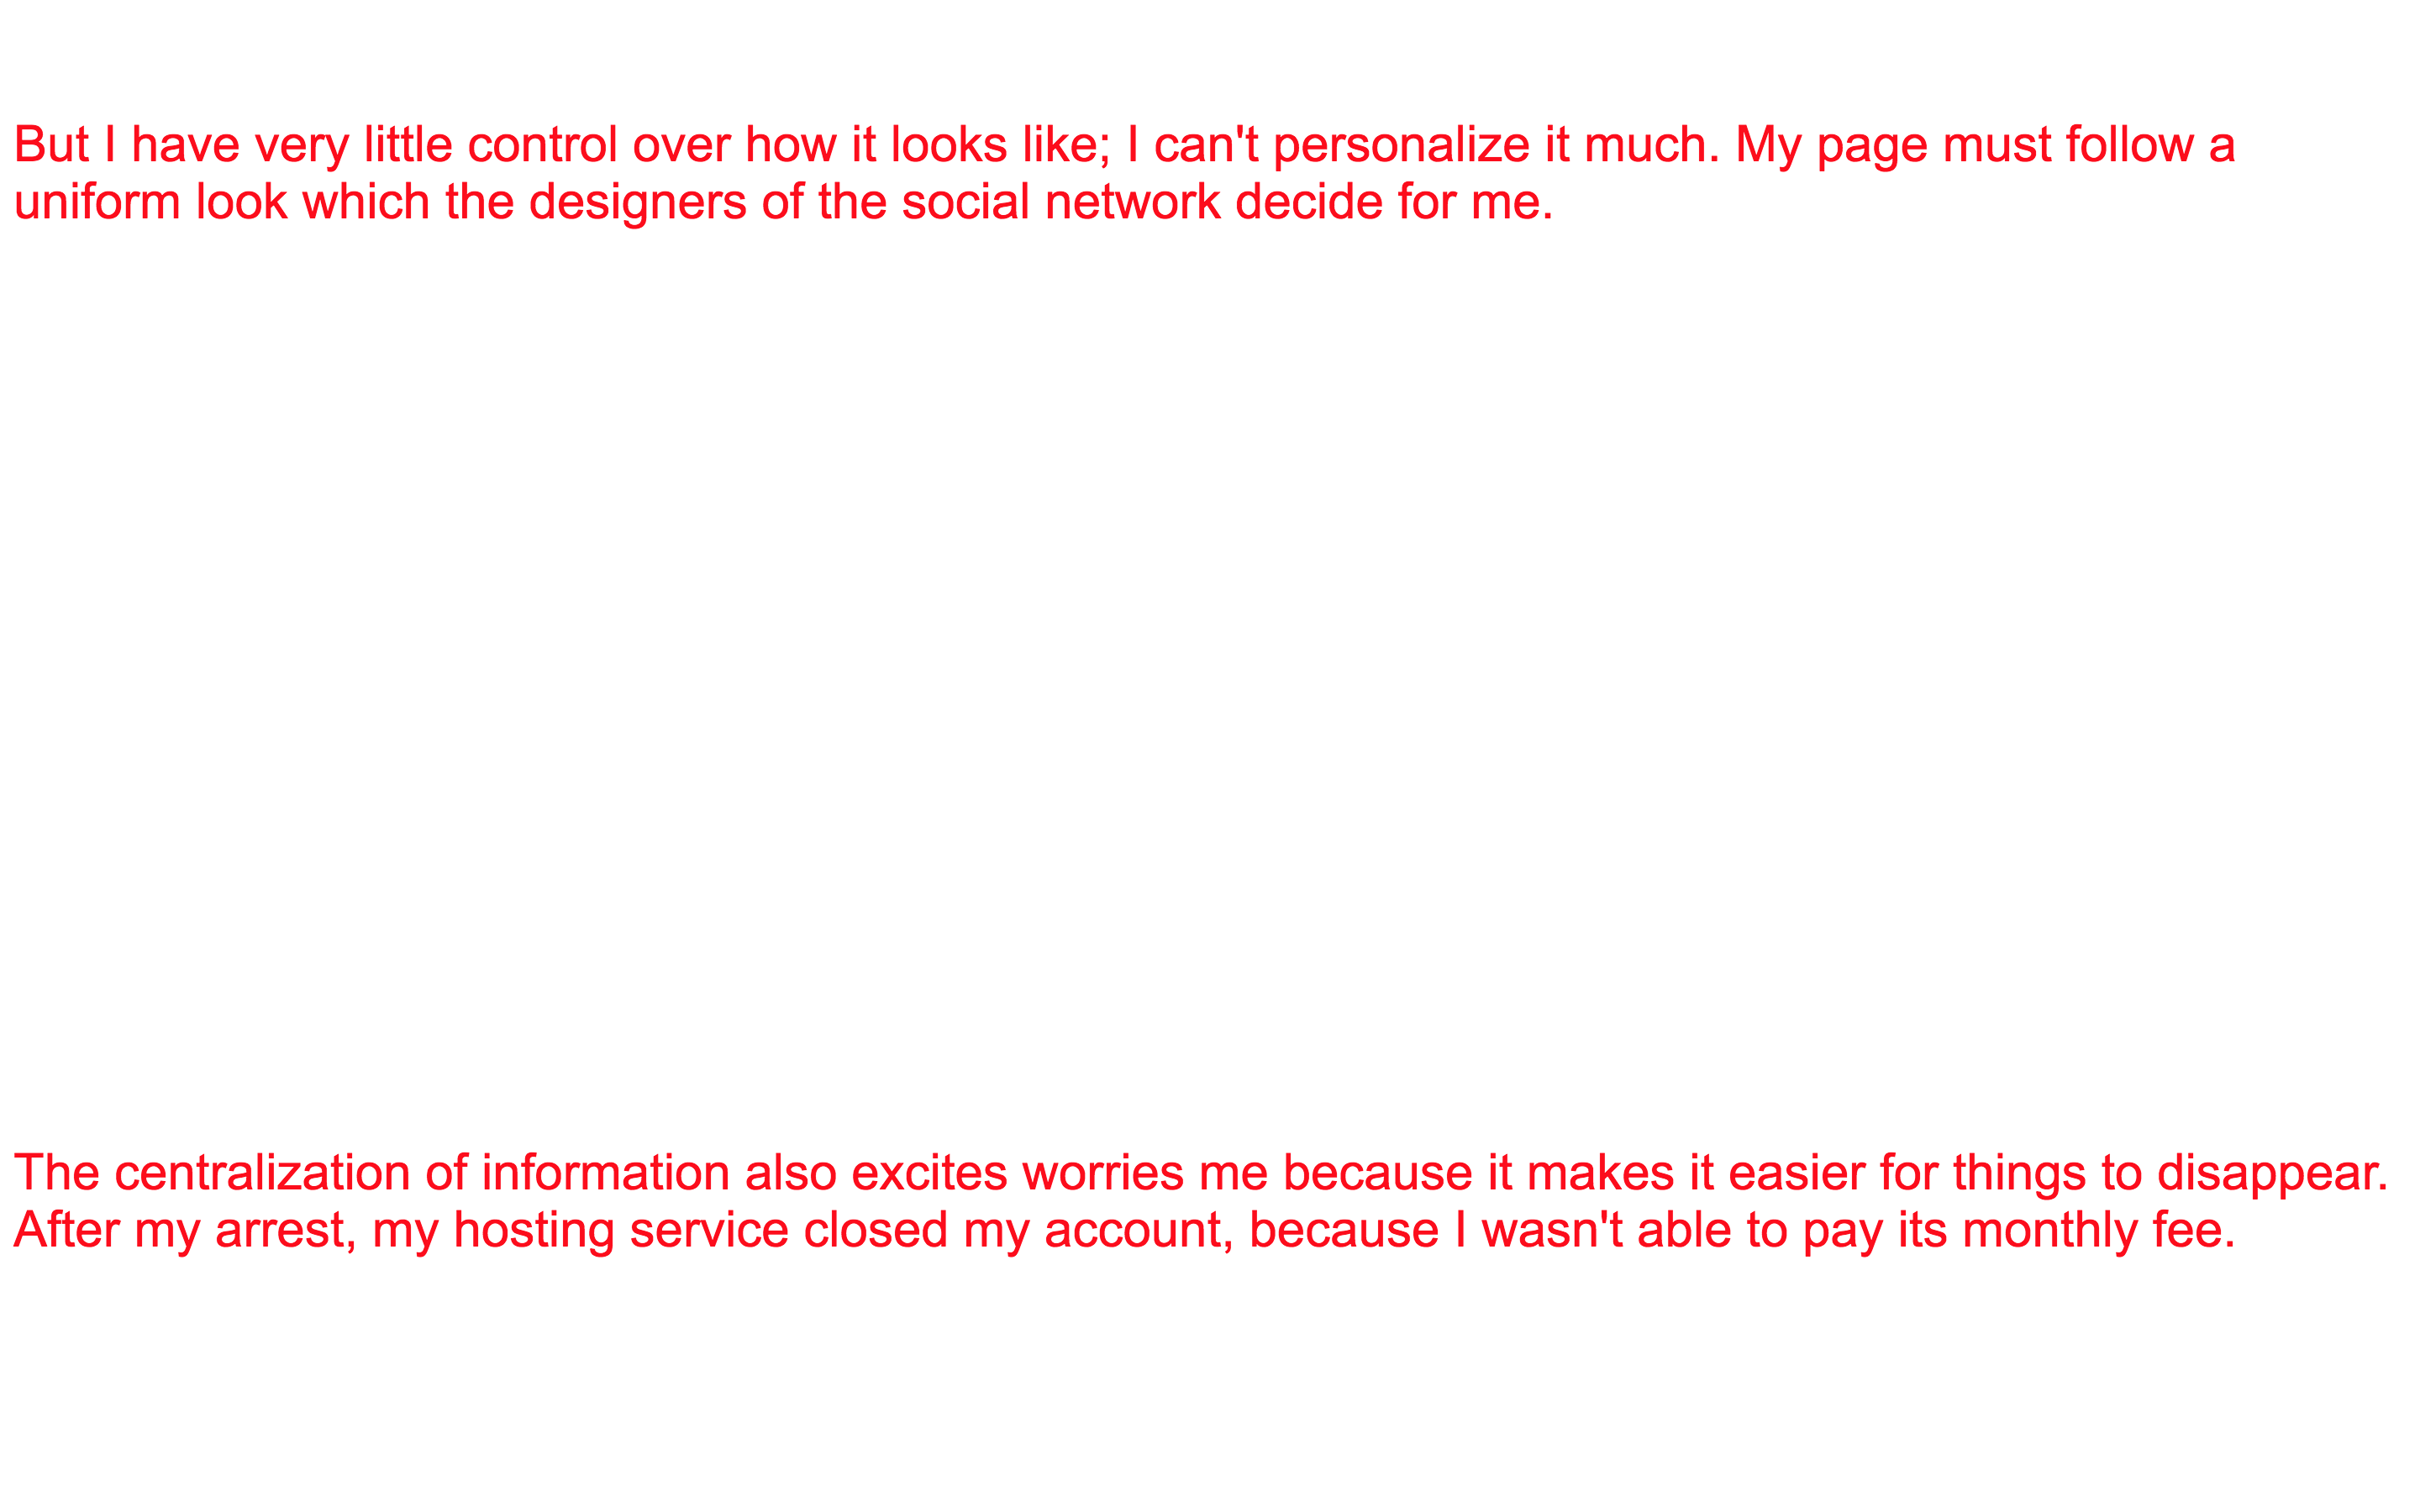 But I have very little control over how it looks like; I can't personalize it much. My page must follow a
uniform look which the designers of the social network decide for me.
The centralization of information also excites worries me because it makes it easier for things to disappear.
After my arrest, my hosting service closed my account, because I wasn't able to pay its monthly fee.